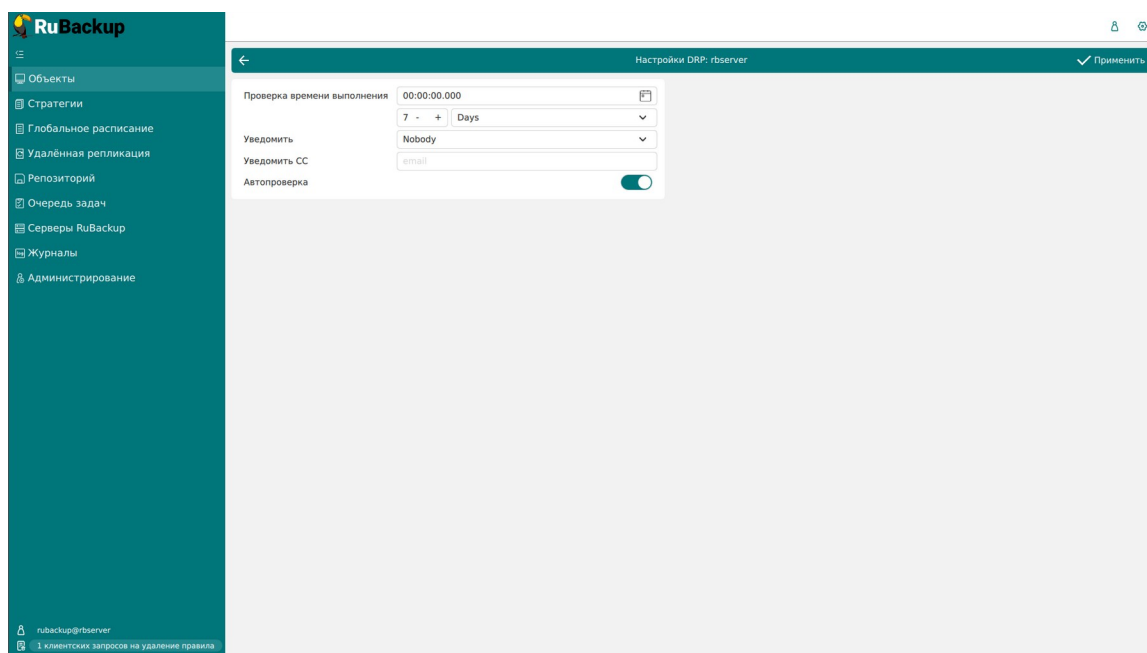 RuBackup
Объекты
Стратегии
Глобальное расписание
Удалённая репликация
Репозиторий
Очередь задач
Серверы RuBackup
Журналы
Администрирование
rubackup@rbserver
1 клиентских запросов на удаление правила
Настройки DRP: rbserver
Применить
Проверка времени выполнения 00:00:00.000
7 - + Days
Уведомить Nobody
Уведомить CC email
Автопроверка